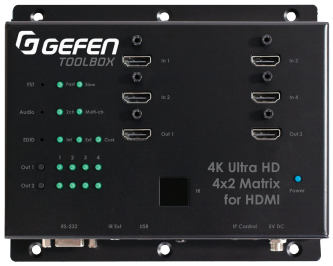 GEFEN
TOOLBOX
In 1
In 3
FST
Fast
Slow
In 2
In 4
Audio
2ch
Multi-ch
EDID
Int
Ext
Cust
Out 1
Out 2
1 2 3 4
Out 1
Out 2
4K Ultra HD
4x2 Matrix
for HDMI
IR
Power
RS-232
IR Ext
USB
IP Control
5V DC